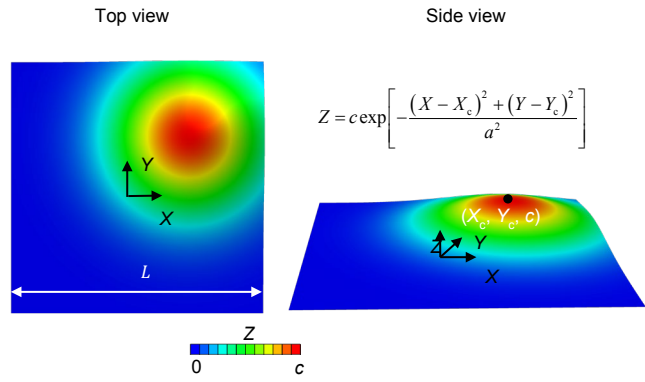 Top view
Side view
Z = c exp[-((X - X_c)^2 + (Y - Y_c)^2)/a^2]
Y
X
L
(X_c, Y_c, c)
Z
Y
X
Z
0
c